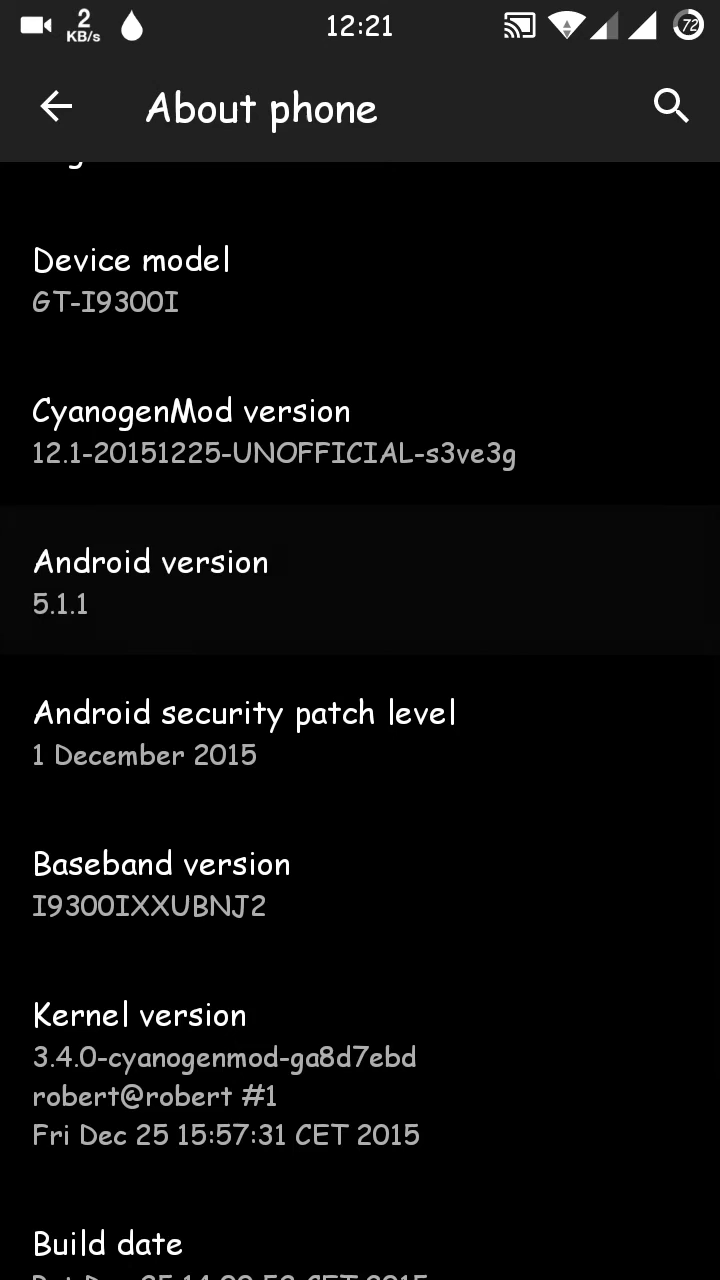 2
KB/s
12:21
72
About phone
Device model
GT-I9300I
CyanogenMod version
12.1-20151225-UNOFFICIAL-s3ve3g
Android version
5.1.1
Android security patch level
1 December 2015
Baseband version
I9300IXXUBNJ2
Kernel version
3.4.0-cyanogenmod-ga8d7ebd
robert@robert #1
Fri Dec 25 15:57:31 CET 2015
Build date